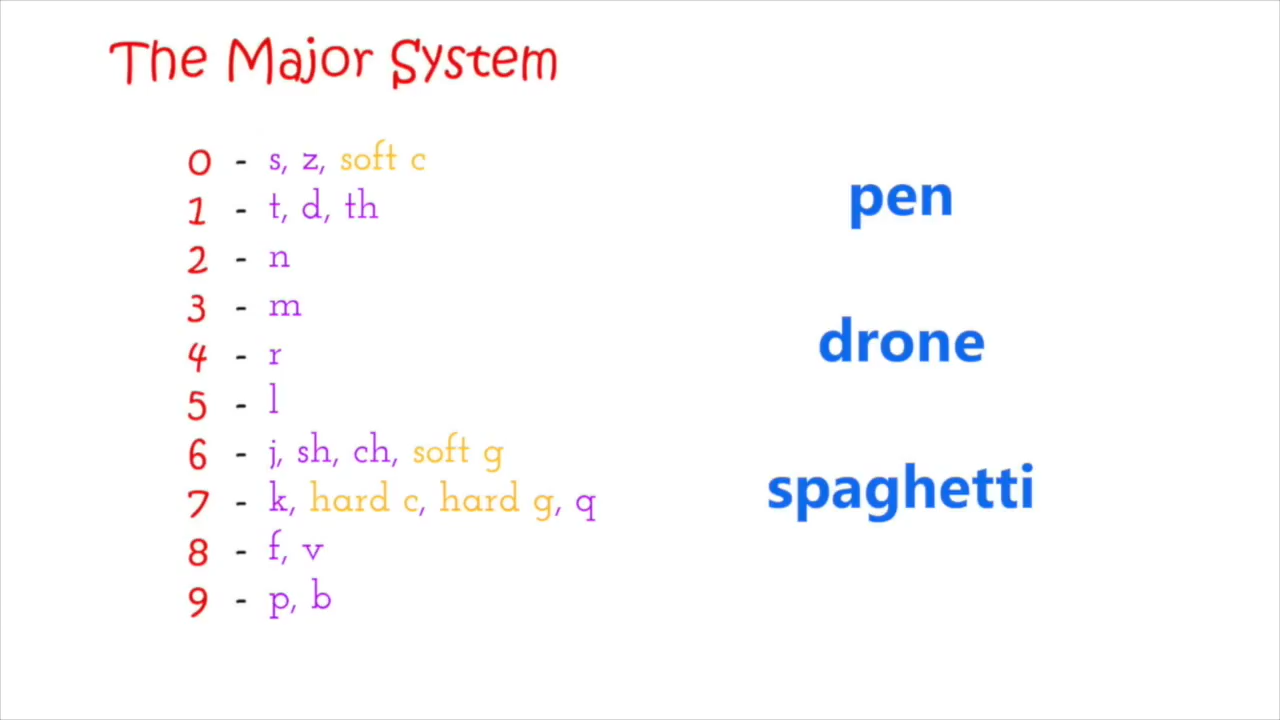 The Major System
0 - s, z, soft c
1 - t, d, th
2 - n
3 - m
4 - r
5 - l
6 - j, sh, ch, soft g
7 - k, hard c, hard g, q
8 - f, v
9 - p, b
pen
drone
spaghetti